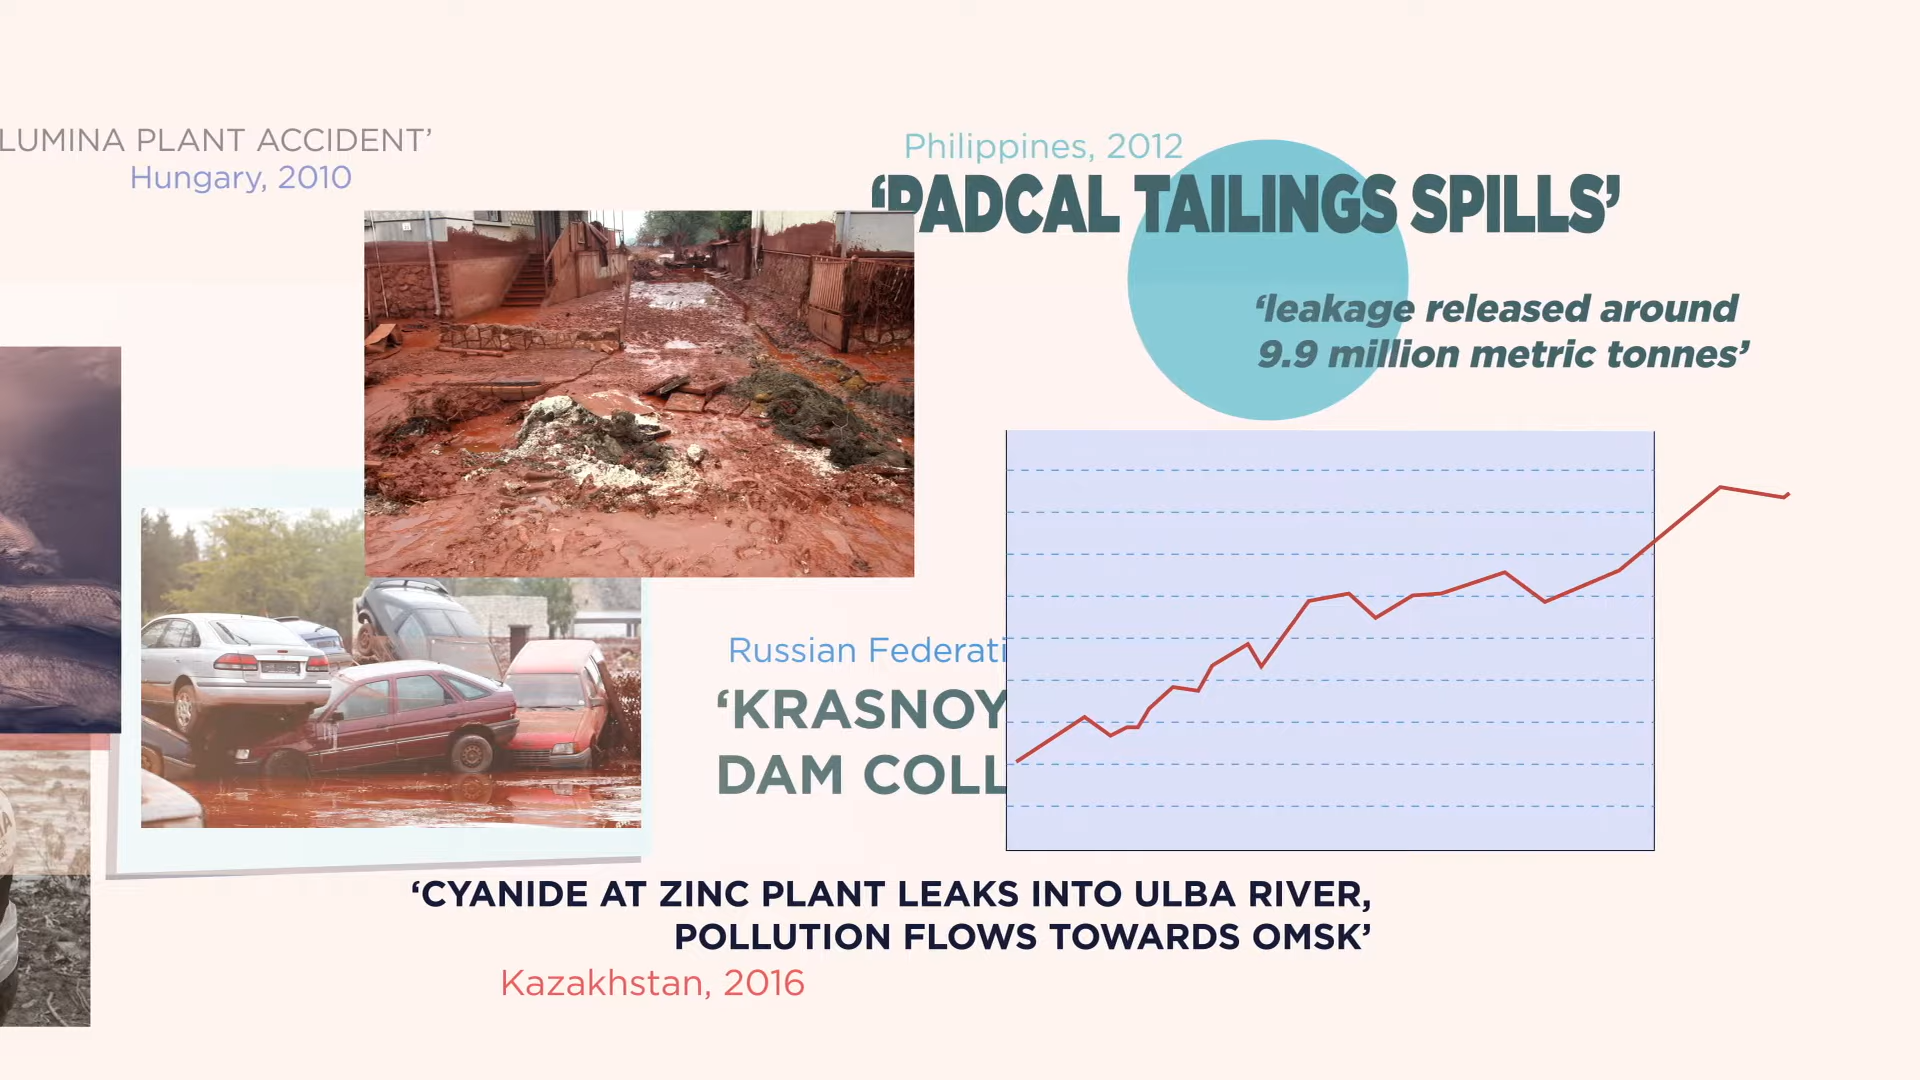 LUMINA PLANT ACCIDENT’
Hungary, 2010
Philippines, 2012
‘PADCAL TAILINGS SPILLS’
‘leakage released around
9.9 million metric tonnes’
Russian Federati
‘KRASNOY
DAM COLL
‘CYANIDE AT ZINC PLANT LEAKS INTO ULBA RIVER,
POLLUTION FLOWS TOWARDS OMSK’
Kazakhstan, 2016